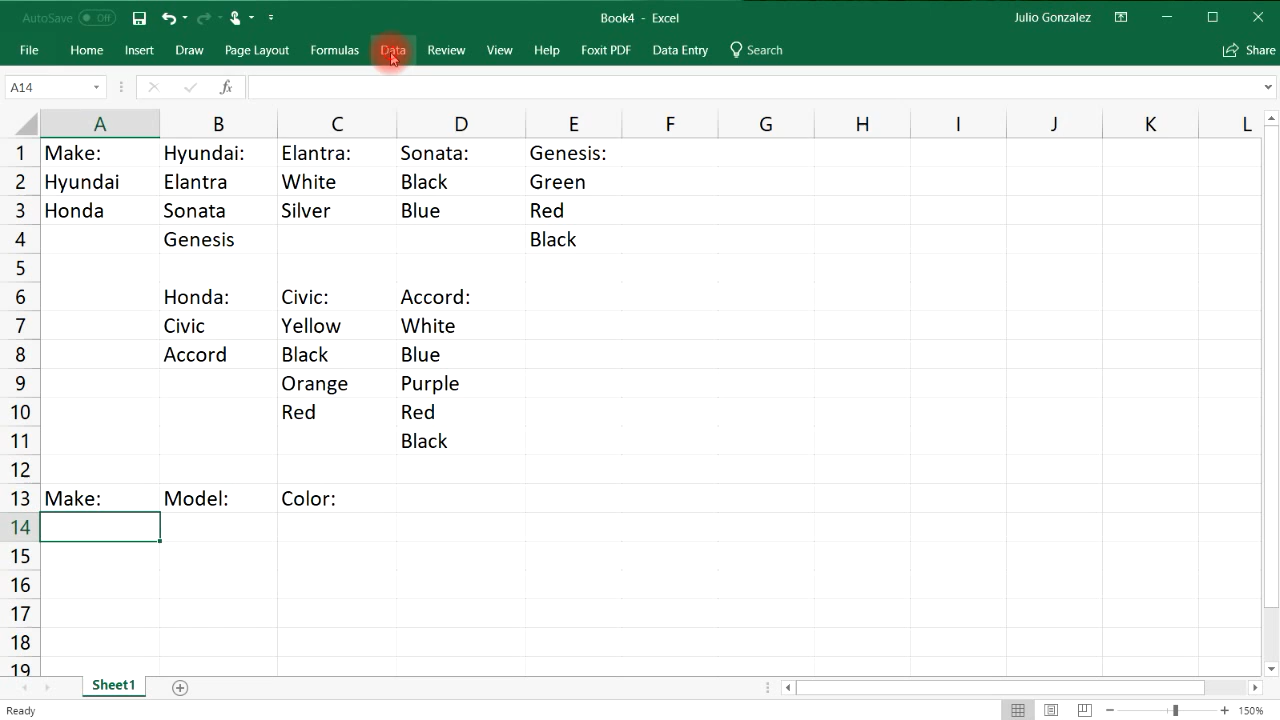 AutoSave Off Book4 - Excel Julio Gonzalez
File Home Insert Draw Page Layout Formulas Data Review View Help Foxit PDF Data Entry Search Share
A14 fx
A B C D E F G H I J K L
1 Make: Hyundai: Elantra: Sonata: Genesis:
2 Hyundai Elantra White Black Green
3 Honda Sonata Silver Blue Red
4 Genesis Black
5
6 Honda: Civic: Accord:
7 Civic Yellow White
8 Accord Black Blue
9 Orange Purple
10 Red Red
11 Black
12
13 Make: Model: Color:
14
15
16
17
18
19
Sheet1
Ready 150%